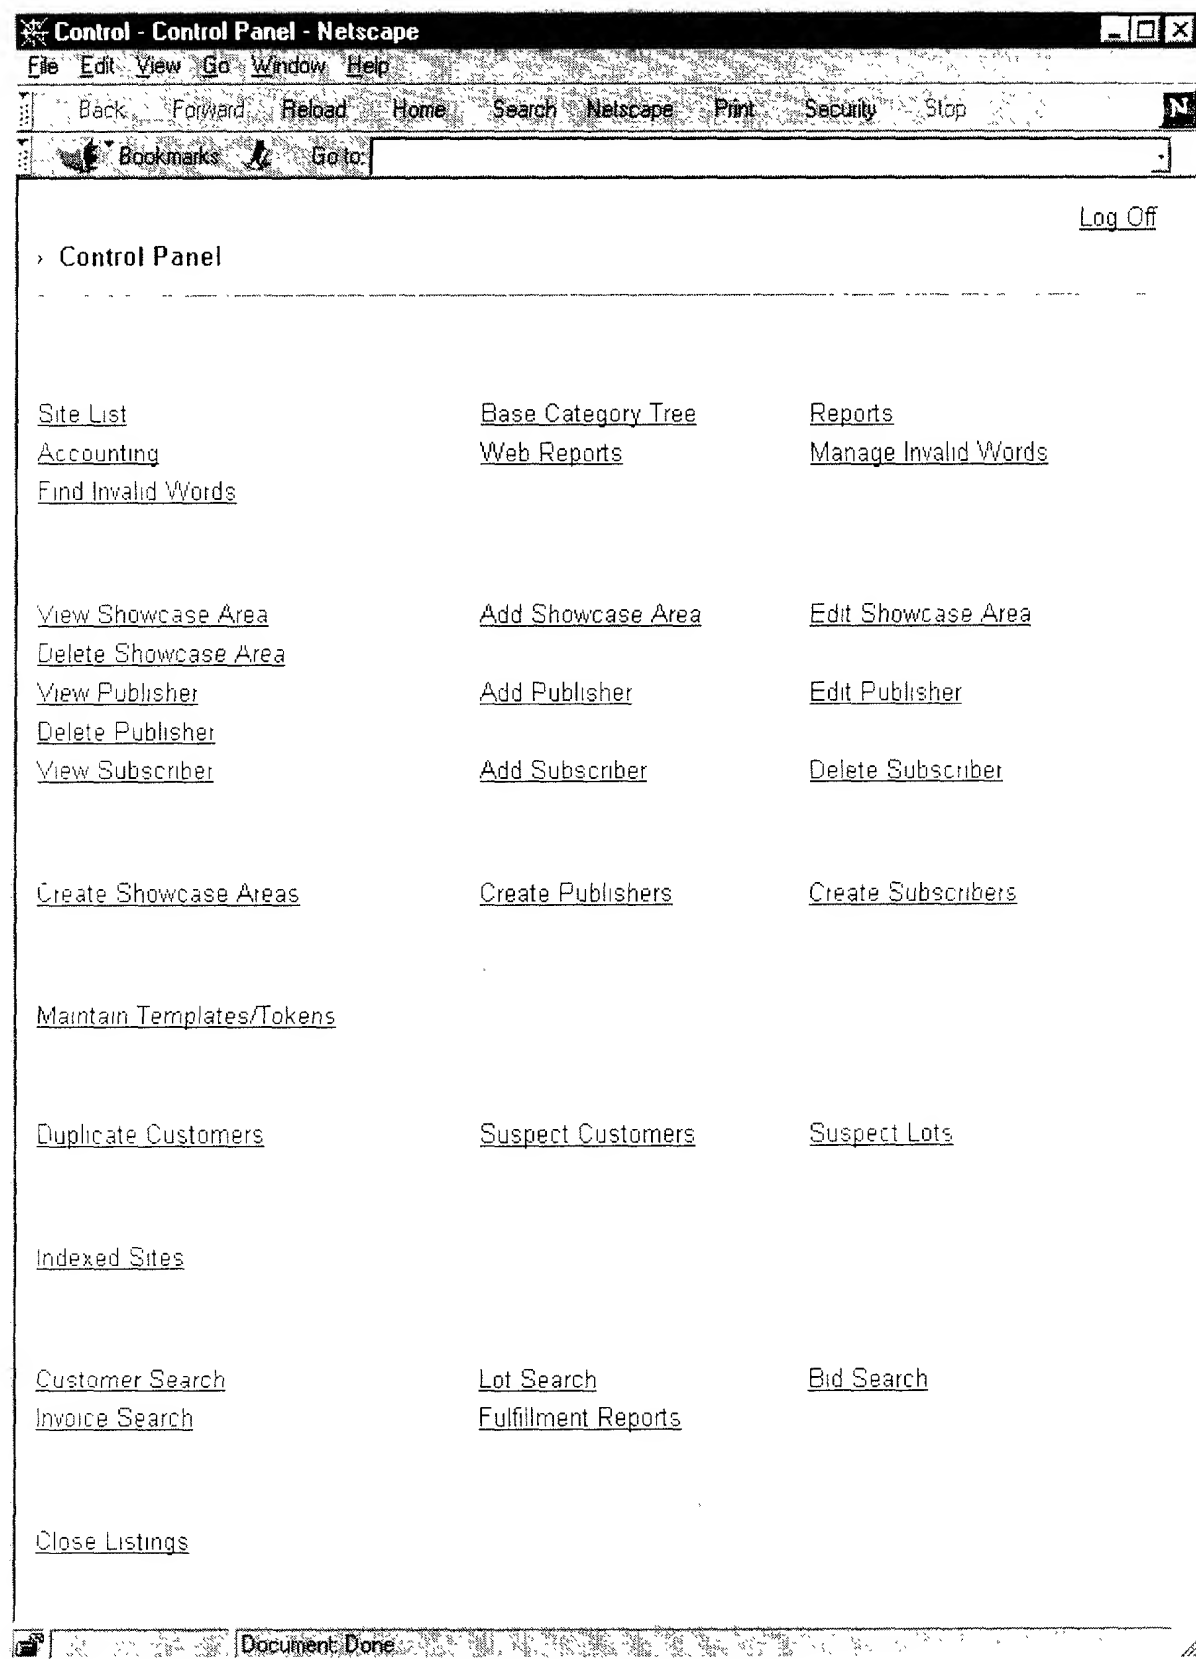 Control - Control Panel - Netscape
File Edit View Go Window Help
Back Forward Reload Home Search Netscape Print Security Stop N
Bookmarks Go to:
Log Off
› Control Panel
Site List Base Category Tree Reports
Accounting Web Reports Manage Invalid Words
Find Invalid Words
View Showcase Area Add Showcase Area Edit Showcase Area
Delete Showcase Area
View Publisher Add Publisher Edit Publisher
Delete Publisher
View Subscriber Add Subscriber Delete Subscriber
Create Showcase Areas Create Publishers Create Subscribers
Maintain Templates/Tokens
Duplicate Customers Suspect Customers Suspect Lots
Indexed Sites
Customer Search Lot Search Bid Search
Invoice Search Fulfillment Reports
Close Listings
Document: Done